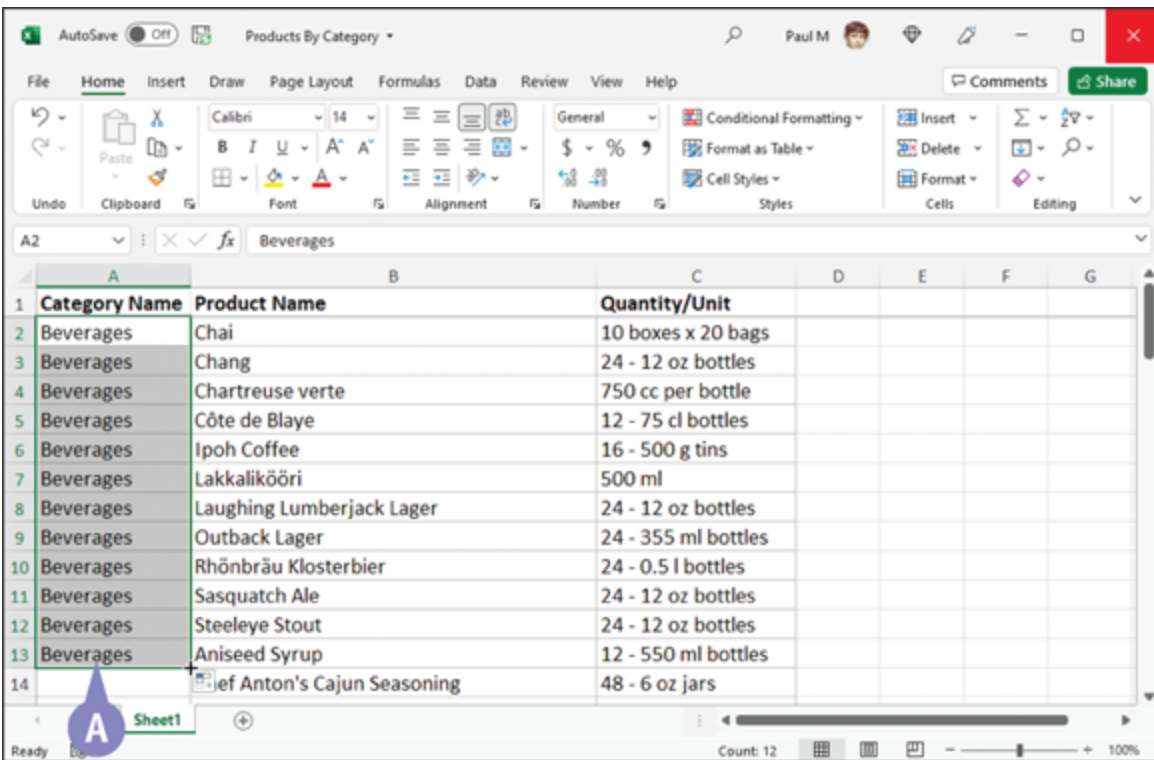 AutoSave Off Products By Category Paul M
File Home Insert Draw Page Layout Formulas Data Review View Help Comments Share
Calibri 14 General Conditional Formatting Insert
Paste B I U A A $ % Format as Table Delete
A Cell Styles Format
Undo Clipboard Font Alignment Number Styles Cells Editing
A2 fx Beverages
A B C D E F G
1 Category Name Product Name Quantity/Unit
2 Beverages Chai 10 boxes x 20 bags
3 Beverages Chang 24 - 12 oz bottles
4 Beverages Chartreuse verte 750 cc per bottle
5 Beverages Côte de Blaye 12 - 75 cl bottles
6 Beverages Ipoh Coffee 16 - 500 g tins
7 Beverages Lakkalikööri 500 ml
8 Beverages Laughing Lumberjack Lager 24 - 12 oz bottles
9 Beverages Outback Lager 24 - 355 ml bottles
10 Beverages Rhönbräu Klosterbier 24 - 0.5 l bottles
11 Beverages Sasquatch Ale 24 - 12 oz bottles
12 Beverages Steeleye Stout 24 - 12 oz bottles
13 Beverages Aniseed Syrup 12 - 550 ml bottles
14 ef Anton's Cajun Seasoning 48 - 6 oz jars
A Sheet1
Ready Count: 12 100%